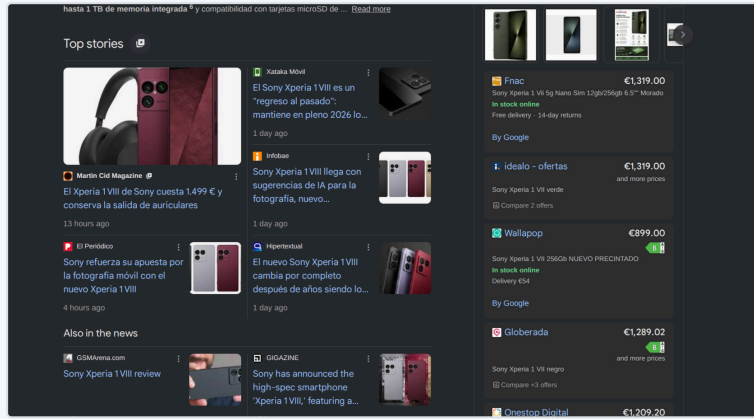 hasta 1 TB de memoria integrada 6 y compatibilidad con tarjetas microSD de ... Read more
Top stories
Martin Cid Magazine
El Xperia 1 VIII de Sony cuesta 1.499 € y
conserva la salida de auriculares
13 hours ago
Xataka Móvil
El Sony Xperia 1 VIII es un
"regreso al pasado":
mantiene en pleno 2026 lo...
1 day ago
Infobae
Sony Xperia 1 VIII llega con
sugerencias de IA para la
fotografía, nuevo...
1 day ago
El Periódico
Sony refuerza su apuesta por
la fotografía móvil con el
nuevo Xperia 1 VIII
4 hours ago
Hipertextual
El nuevo Sony Xperia 1 VIII
cambia por completo
después de años siendo lo...
1 day ago
Also in the news
GSMArena.com
Sony Xperia 1 VIII review
GIGAZINE
Sony has announced the
high-spec smartphone
'Xperia 1 VIII,' featuring a...
Fnac €1,319.00
Sony Xperia 1 Vii 5g Nano Sim 12gb/256gb 6.5"" Morado
In stock online
Free delivery · 14-day returns
By Google
idealo - ofertas €1,319.00
and more prices
Sony Xperia 1 VII verde
Compare 2 offers
Wallapop €899.00
B
Sony Xperia 1 VII 256Gb NUEVO PRECINTADO
In stock online
Delivery €54
By Google
Globerada €1,289.02
B
and more prices
Sony Xperia 1 VII negro
Compare +3 offers
Onestop Digital €1,209.20